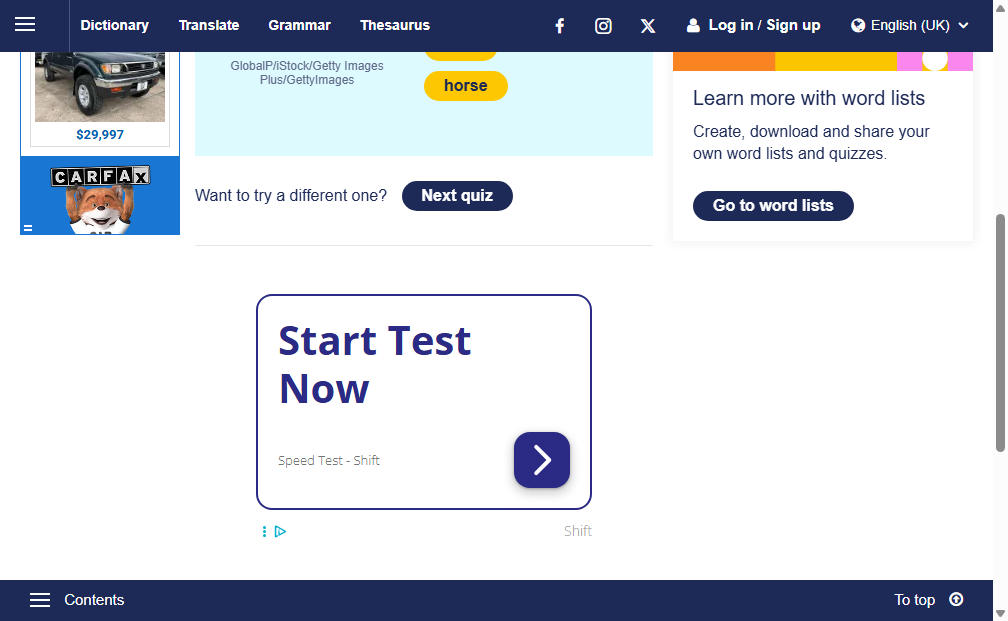 Dictionary
Translate
Grammar
Thesaurus
Log in / Sign up
English (UK)
$29,997
CARFAX
GlobalP/iStock/Getty Images
Plus/GettyImages
horse
Want to try a different one?
Next quiz
Learn more with word lists
Create, download and share your
own word lists and quizzes.
Go to word lists
Start Test
Now
Speed Test - Shift
Shift
Contents
To top